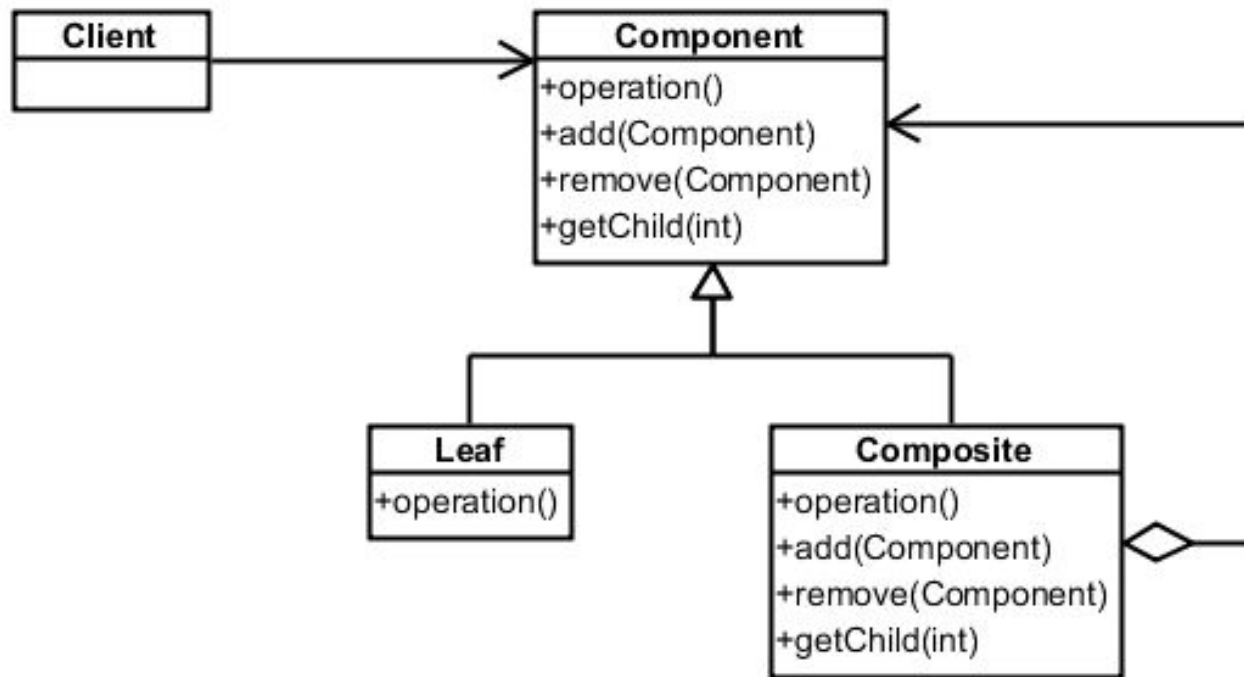 Client
Component
+operation()
+add(Component)
+remove(Component)
+getChild(int)
Leaf
+operation()
Composite
+operation()
+add(Component)
+remove(Component)
+getChild(int)